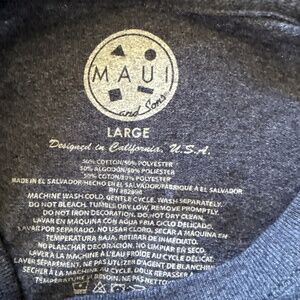 MAUI
and Sons
LARGE
Designed in California, U.S.A.
50% COTTON/50% POLYESTER
50% ALGODÓN/50% POLYESTER
50% COTON/50% POLYESTER
MADE IN EL SALVADOR/HECHO EN EL SALVADOR/FABRIQUÉ À EL SALVADOR
RN
MACHINE WASH COLD, GENTLE CYCLE, WASH SEPARATELY.
DO NOT BLEACH, TUMBLE DRY LOW, REMOVE PROMPTLY.
DO NOT IRON DECORATION. DO NOT DRY CLEAN.
LAVAR EN MÁQUINA CON AGUA FRÍA CICLO DELICADO.
LAVAR POR SEPARADO. NO USAR CLORO, SECAR A MÁQUINA EN
TEMPERATURA BAJA, RETIRAR DE INMEDIATO.
NO PLANCHAR DECORACIÓN. NO LIMPIAR EN SECO.
LAVER À LA MACHINE À L'EAU FROIDE AU CYCLE DÉLICAT.
LAVER SÉPARÉMENT, NE PAS UTILISER D'AGENT DE BLANCHIMENT
SÉCHER À LA MACHINE AU CYCLE
TEMPÉRATURE